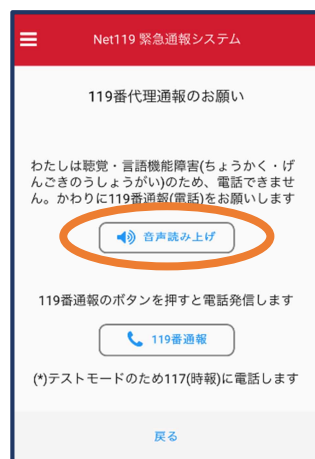 Net119 緊急通報システム
119番代理通報のお願い
わたしは聴覚・言語機能障害(ちょうかく・げ
んごきのうしょうがい)のため、電話できませ
ん。かわりに119番通報(電話)をお願いします
音声読み上げ
119番通報のボタンを押すと電話発信します
119番通報
(*)テストモードのため117(時報)に電話します
戻る